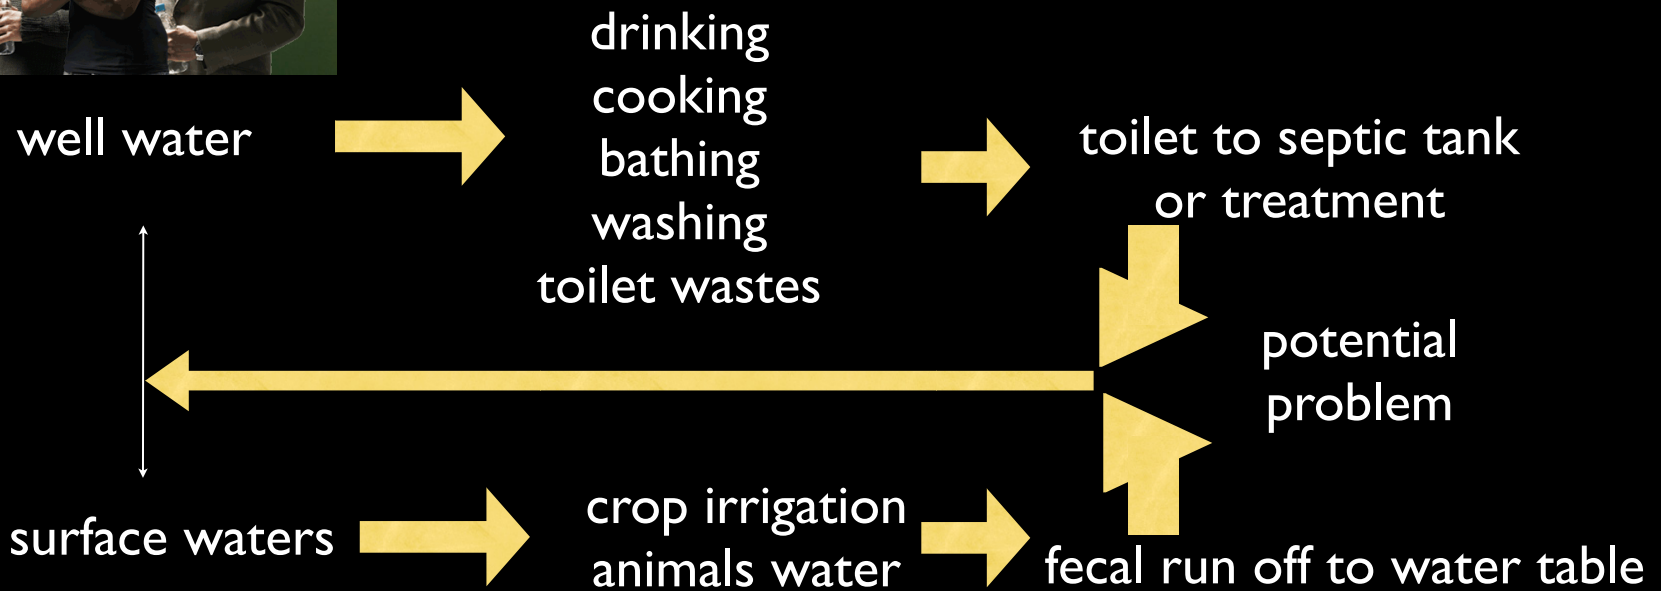 well water
drinking
cooking
bathing
washing
toilet wastes
toilet to septic tank
or treatment
potential
problem
surface waters
crop irrigation
animals water
fecal run off to water table